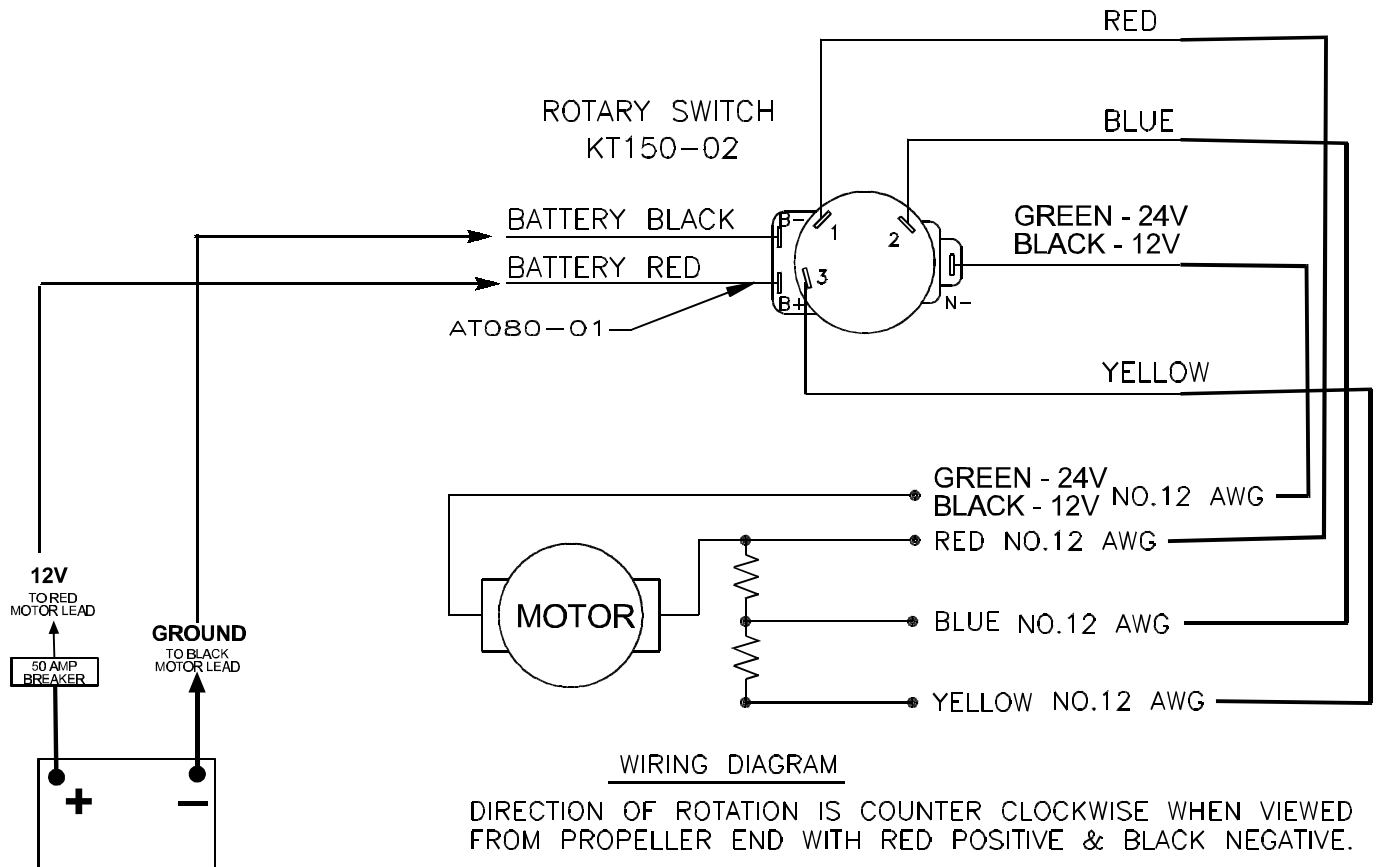 RED
ROTARY SWITCH
KT150-02
BLUE
BATTERY BLACK
B-
1
2
GREEN - 24V
BLACK - 12V
BATTERY RED
3
B+
N-
AT080-01
YELLOW
GREEN - 24V
BLACK - 12V
NO.12 AWG
RED NO.12 AWG
12V
TO RED
MOTOR LEAD
GROUND
TO BLACK
MOTOR LEAD
50 AMP
BREAKER
MOTOR
BLUE NO.12 AWG
YELLOW NO.12 AWG
+
−
WIRING DIAGRAM
DIRECTION OF ROTATION IS COUNTER CLOCKWISE WHEN VIEWED
FROM PROPELLER END WITH RED POSITIVE & BLACK NEGATIVE.